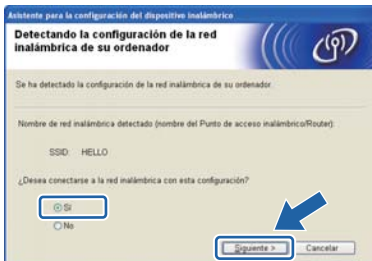 Asistente para la configuración del dispositivo inalámbrico
Detectando la configuración de la red
inalámbrica de su ordenador
Se ha detectado la configuración de la red inalámbrica de su ordenador.
Nombre de red inalámbrica detectado (nombre del Punto de acceso inalámbrico/Router):
SSID: HELLO
¿Desea conectarse a la red inalámbrica con esta configuración?
Sí
No
Siguiente > Cancelar